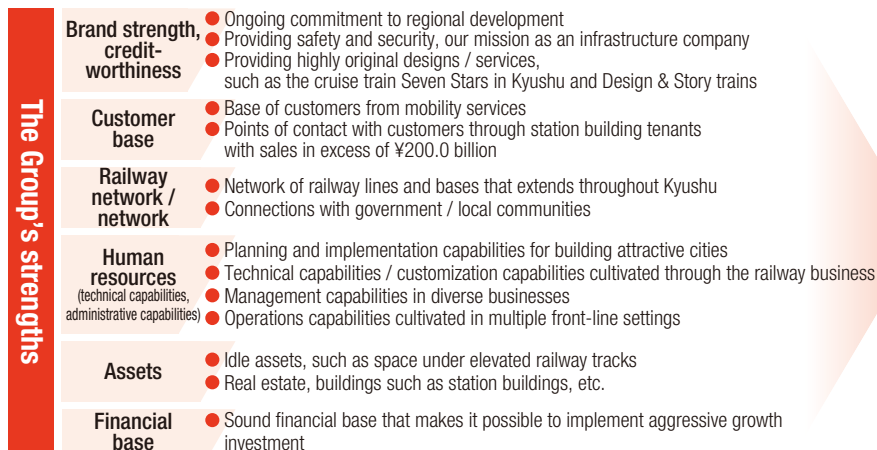 The Group's strengths
Brand strength,
credit-
worthiness
● Ongoing commitment to regional development
● Providing safety and security, our mission as an infrastructure company
● Providing highly original designs / services,
such as the cruise train Seven Stars in Kyushu and Design & Story trains
Customer
base
● Base of customers from mobility services
● Points of contact with customers through station building tenants
with sales in excess of ¥200.0 billion
Railway
network /
network
● Network of railway lines and bases that extends throughout Kyushu
● Connections with government / local communities
Human
resources
(technical capabilities,
administrative capabilities)
● Planning and implementation capabilities for building attractive cities
● Technical capabilities / customization capabilities cultivated through the railway business
● Management capabilities in diverse businesses
● Operations capabilities cultivated in multiple front-line settings
Assets
● Idle assets, such as space under elevated railway tracks
● Real estate, buildings such as station buildings, etc.
Financial
base
● Sound financial base that makes it possible to implement aggressive growth
investment